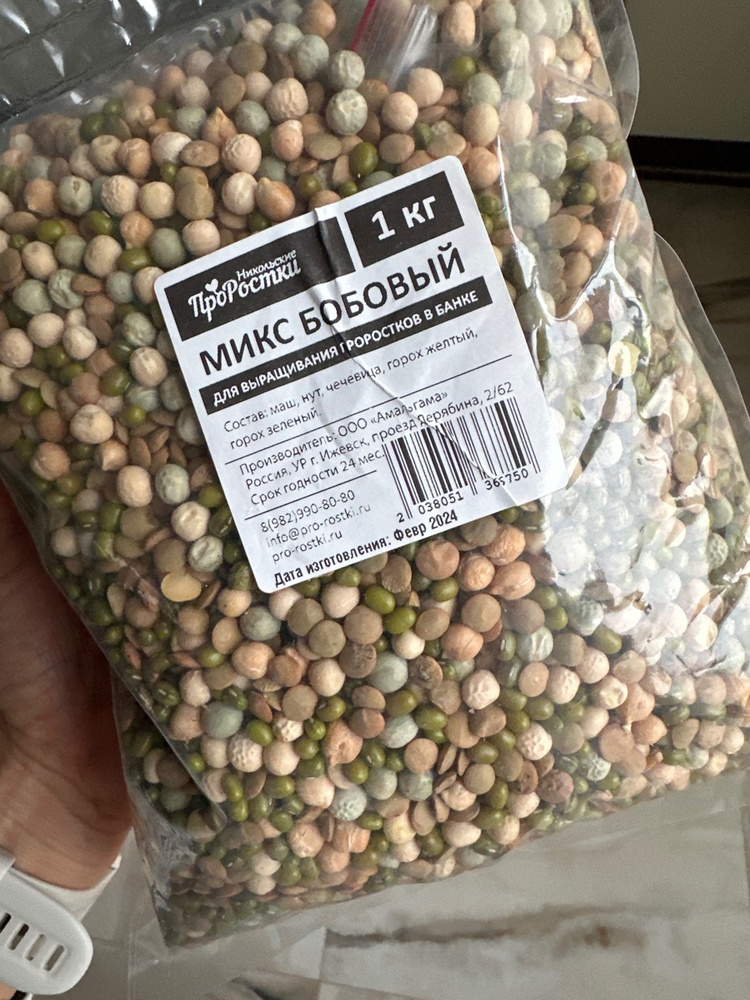 Никольские
ПроРостки
1 кг
МИКС БОБОВЫЙ
ДЛЯ ВЫРАЩИВАНИЯ ПРОРОСТКОВ В БАНКЕ
Состав: маш, нут, чечевица, горох желтый,
горох зеленый.
Производитель: ООО «Амальгама»
Россия, УР г. Ижевск, проезд Дерябина, 2/62
Срок годности 24 мес.
8(982)990-80-80
info@pro-rostki.ru
pro-rostki.ru
2 038051 365750
Дата изготовления: Февр 2024